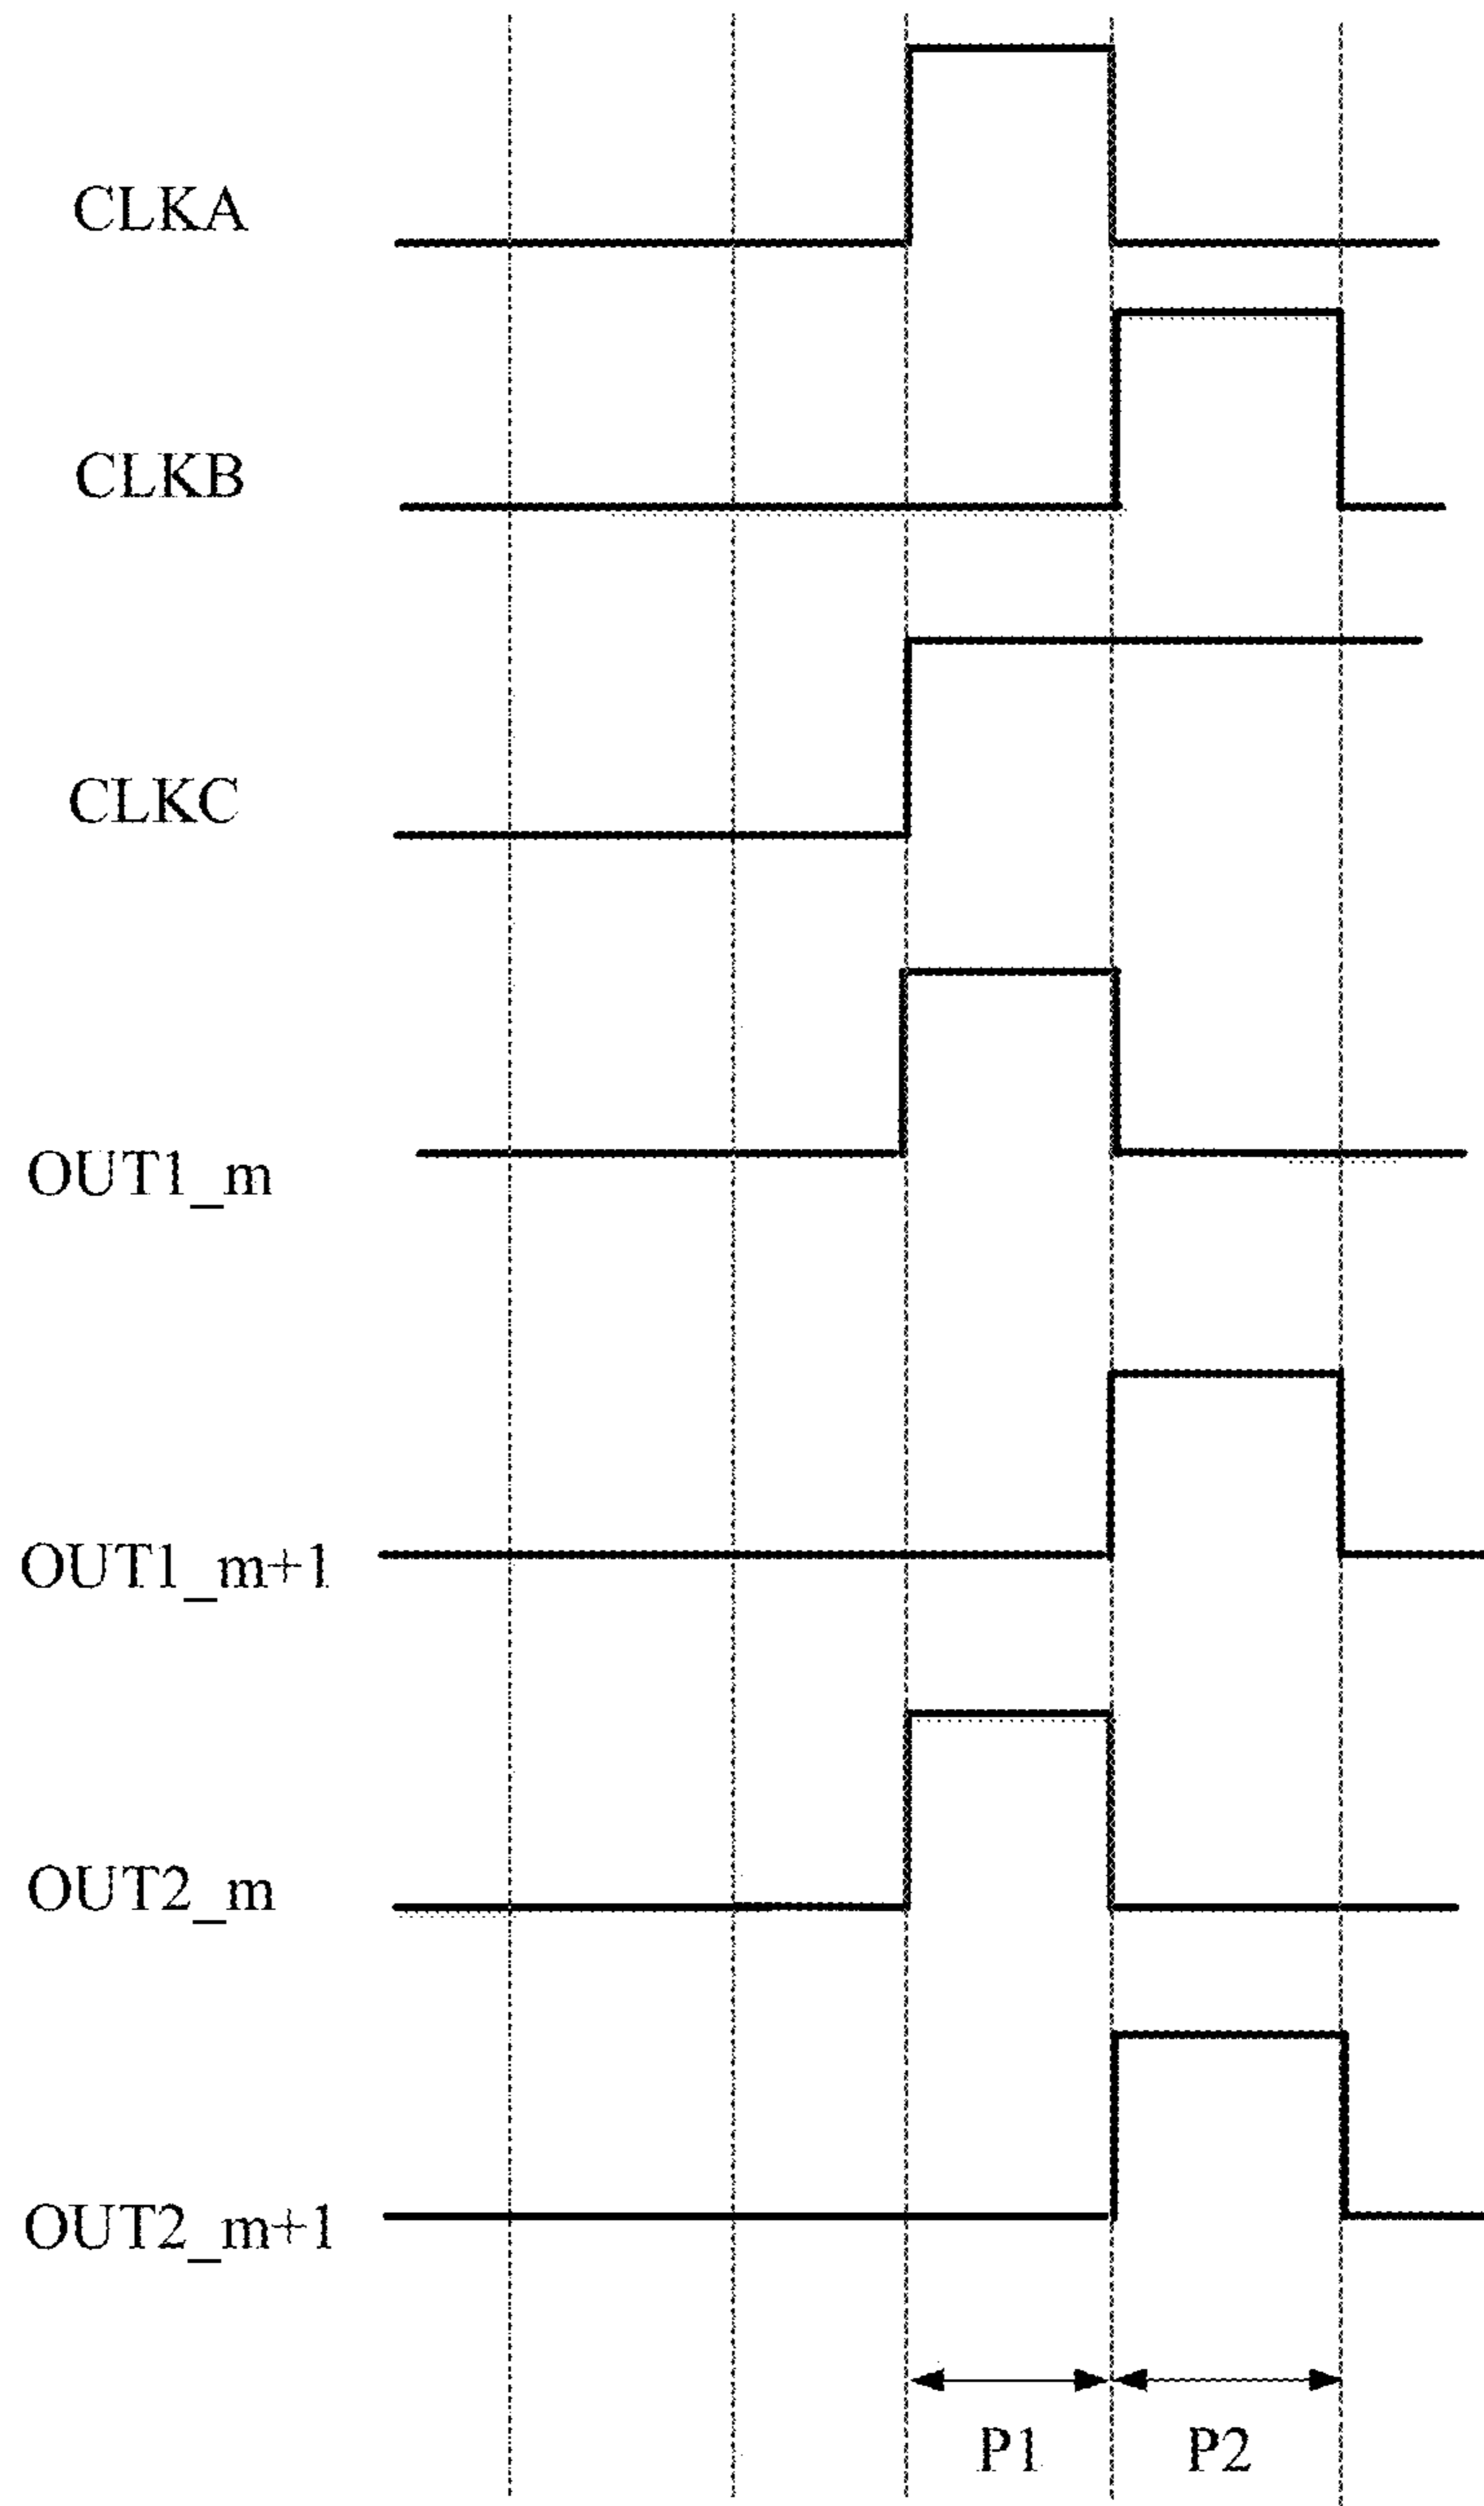 CLKA
CLKB
CLKC
OUT1_m
OUT1_m+1
OUT2_m
OUT2_m+1
P1 P2